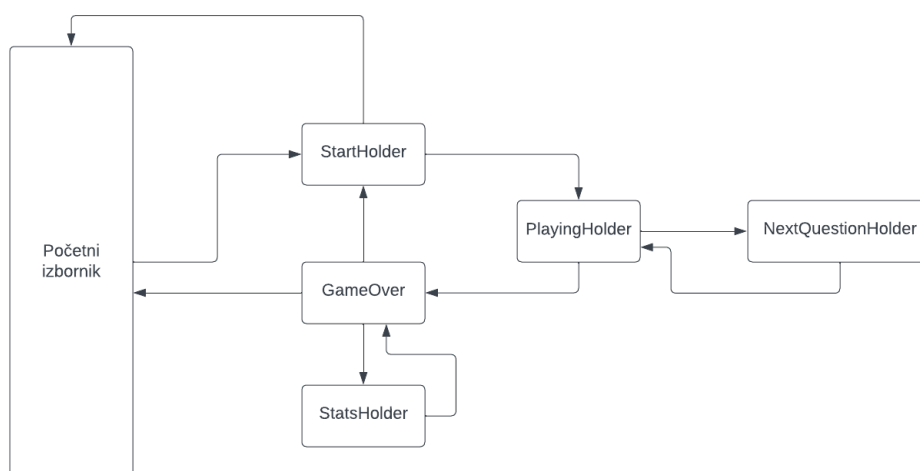 StartHolder
PlayingHolder
NextQuestionHolder
Početni
izbornik
GameOver
StatsHolder